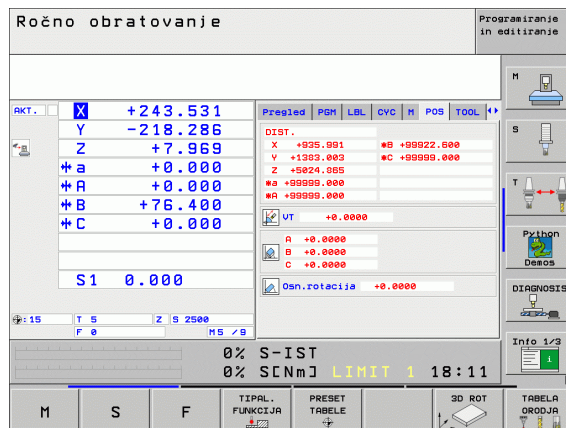 Ročno obratovanje
Programiranje
in editiranje
AKT.
X +243.531
Y -218.286
Z +7.969
a +0.000
A +0.000
B +76.400
C +0.000
S1 0.000
:15
T 5
Z S 2500
F 0
M5 /9
Pregled PGM LBL CYC M POS TOOL
DIST.
X +935.991
*B +99922.600
Y +1383.003
*C +99999.000
Z +5024.865
*a +99999.000
*A +99999.000
VT +0.0000
A +0.0000
B +0.0000
C +0.0000
Osn.rotacija +0.0000
0% S-IST
0% S[Nm] LIMIT 1 18:11
M
S
T
Python
Demos
DIAGNOSIS
Info 1/3
M
S
F
TIPAL.
FUNKCIJA
PRESET
TABELE
3D ROT
TABELA
ORODJA